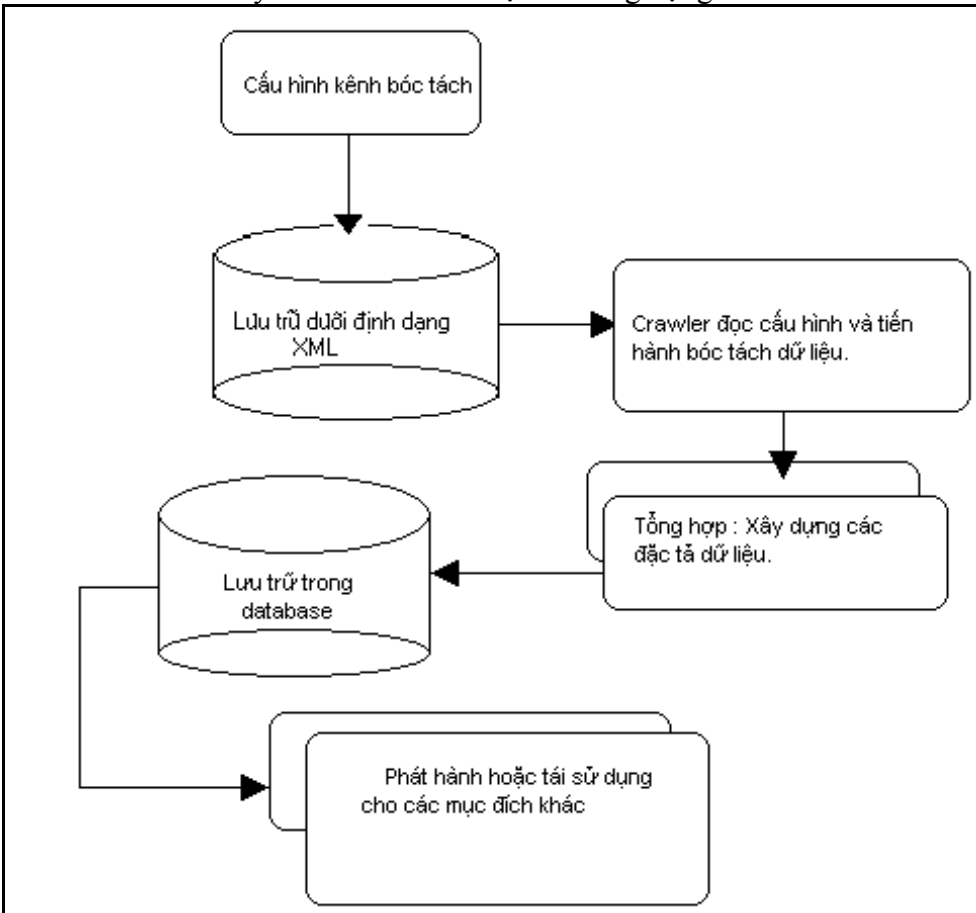 Cấu hình kênh bóc tách
Lưu trữ dưới định dạng
XML
Crawler đọc cấu hình và tiến
hành bóc tách dữ liệu.
Tổng hợp : Xây dựng các
đặc tả dữ liệu.
Lưu trữ trong
database
Phát hành hoặc tái sử dụng
cho các mục đích khác